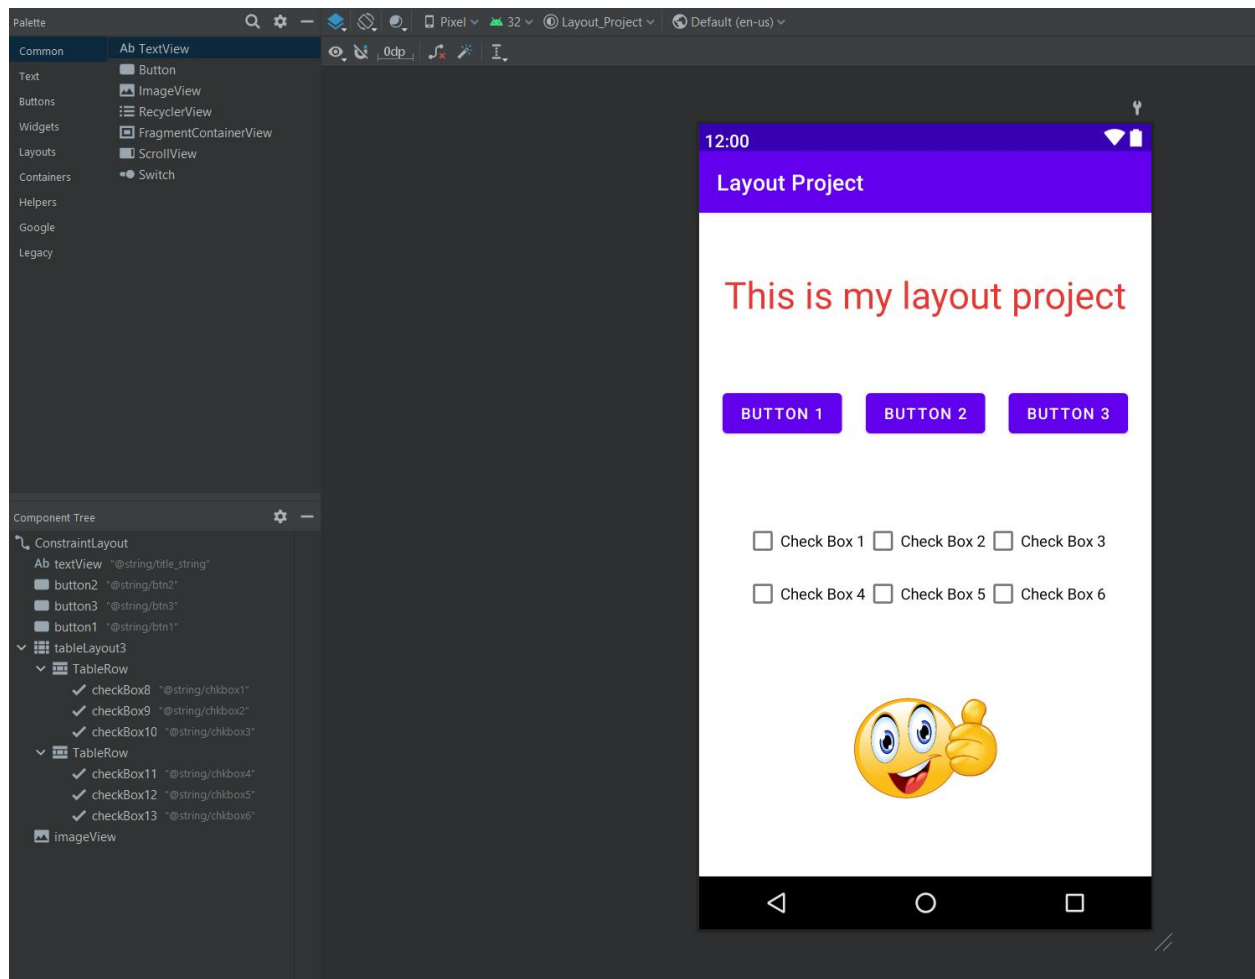 Palette
Pixel 32 Layout_Project Default (en-us)
Common
Text
Buttons
Widgets
Layouts
Containers
Helpers
Google
Legacy
Ab TextView
Button
ImageView
RecyclerView
FragmentContainerView
ScrollView
Switch
0dp
Component Tree
ConstraintLayout
Ab textView "@string/title_string"
button2 "@string/btn2"
button3 "@string/btn3"
button1 "@string/btn1"
tableLayout3
TableRow
checkBox8 "@string/chkbox1"
checkBox9 "@string/chkbox2"
checkBox10 "@string/chkbox3"
TableRow
checkBox11 "@string/chkbox4"
checkBox12 "@string/chkbox5"
checkBox13 "@string/chkbox6"
imageView
12:00
Layout Project
This is my layout project
BUTTON 1 BUTTON 2 BUTTON 3
Check Box 1 Check Box 2 Check Box 3
Check Box 4 Check Box 5 Check Box 6